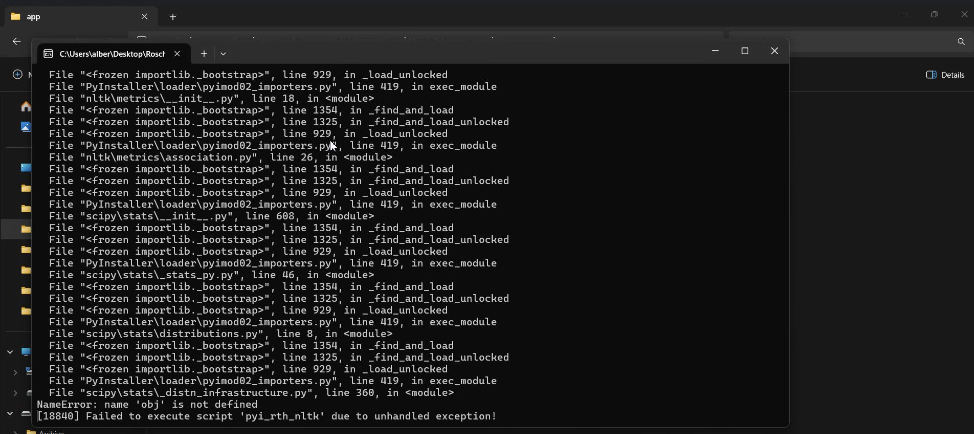 app
C:\Users\alber\Desktop\Rosch
Details
File "<frozen importlib._bootstrap>", line 929, in _load_unlocked
File "PyInstaller\loader\pyimod02_importers.py", line 419, in exec_module
File "nltk\metrics\__init__.py", line 18, in <module>
File "<frozen importlib._bootstrap>", line 1354, in _find_and_load
File "<frozen importlib._bootstrap>", line 1325, in _find_and_load_unlocked
File "<frozen importlib._bootstrap>", line 929, in _load_unlocked
File "PyInstaller\loader\pyimod02_importers.py", line 419, in exec_module
File "nltk\metrics\association.py", line 26, in <module>
File "<frozen importlib._bootstrap>", line 1354, in _find_and_load
File "<frozen importlib._bootstrap>", line 1325, in _find_and_load_unlocked
File "<frozen importlib._bootstrap>", line 929, in _load_unlocked
File "PyInstaller\loader\pyimod02_importers.py", line 419, in exec_module
File "scipy\stats\__init__.py", line 608, in <module>
File "<frozen importlib._bootstrap>", line 1354, in _find_and_load
File "<frozen importlib._bootstrap>", line 1325, in _find_and_load_unlocked
File "<frozen importlib._bootstrap>", line 929, in _load_unlocked
File "PyInstaller\loader\pyimod02_importers.py", line 419, in exec_module
File "scipy\stats\_stats_py.py", line 46, in <module>
File "<frozen importlib._bootstrap>", line 1354, in _find_and_load
File "<frozen importlib._bootstrap>", line 1325, in _find_and_load_unlocked
File "<frozen importlib._bootstrap>", line 929, in _load_unlocked
File "PyInstaller\loader\pyimod02_importers.py", line 419, in exec_module
File "scipy\stats\distributions.py", line 8, in <module>
File "<frozen importlib._bootstrap>", line 1354, in _find_and_load
File "<frozen importlib._bootstrap>", line 1325, in _find_and_load_unlocked
File "<frozen importlib._bootstrap>", line 929, in _load_unlocked
File "PyInstaller\loader\pyimod02_importers.py", line 419, in exec_module
File "scipy\stats\_distn_infrastructure.py", line 360, in <module>
NameError: name 'obj' is not defined
[18840] Failed to execute script 'pyi_rth_nltk' due to unhandled exception!